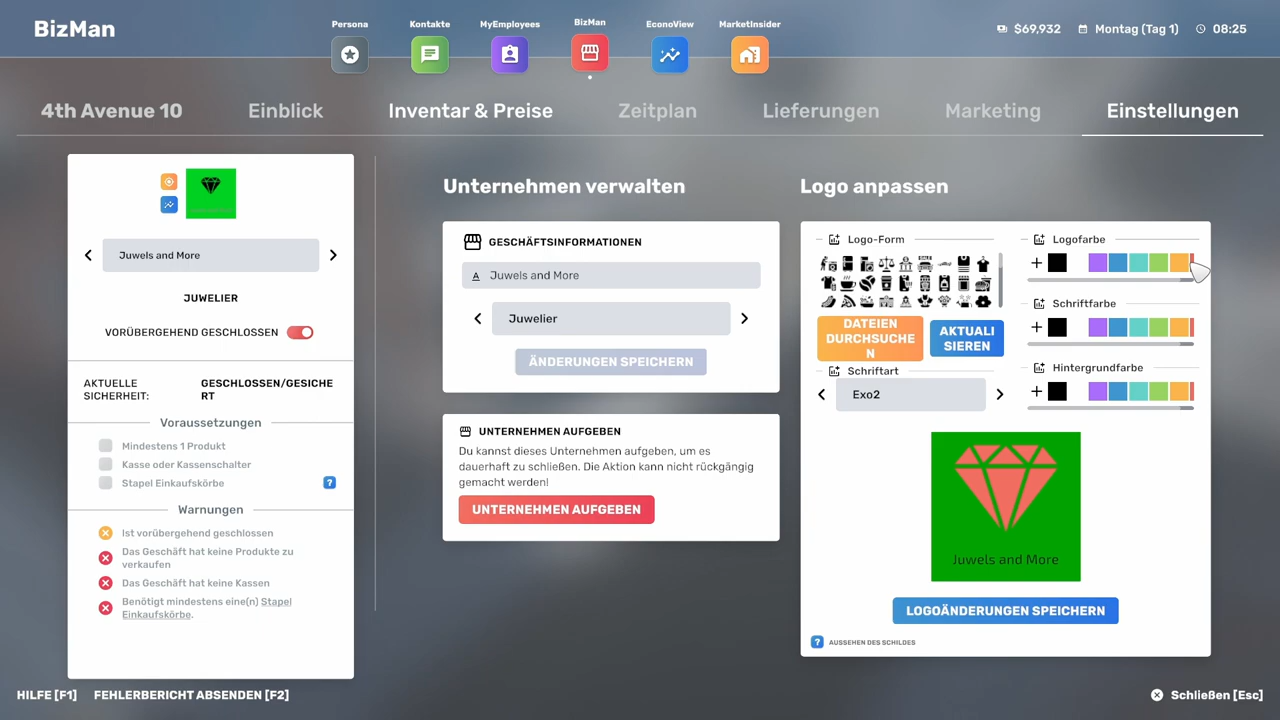 BizMan
Persona
Kontakte
MyEmployees
BizMan
EconoView
MarketInsider
$69,932
Montag (Tag 1)
08:25
4th Avenue 10
Einblick
Inventar & Preise
Zeitplan
Lieferungen
Marketing
Einstellungen
Juwels and More
JUWELIER
VORÜBERGEHEND GESCHLOSSEN
AKTUELLE SICHERHEIT:
GESCHLOSSEN/GESICHE
RT
Voraussetzungen
Mindestens 1 Produkt
Kasse oder Kassenschalter
Stapel Einkaufskörbe
?
Warnungen
Ist vorübergehend geschlossen
Das Geschäft hat keine Produkte zu
verkaufen
Das Geschäft hat keine Kassen
Benötigt mindestens eine(n) Stapel
Einkaufskörbe.
Unternehmen verwalten
GESCHÄFTSINFORMATIONEN
Juwels and More
Juwelier
ÄNDERUNGEN SPEICHERN
UNTERNEHMEN AUFGEBEN
Du kannst dieses Unternehmen aufgeben, um es
dauerhaft zu schließen. Die Aktion kann nicht rückgängig
gemacht werden!
UNTERNEHMEN AUFGEBEN
Logo anpassen
Logo-Form
DATEIEN
DURCHSUCHE
N
AKTUALI
SIEREN
Schriftart
Exo2
Logofarbe
Schriftfarbe
Hintergrundfarbe
Juwels and More
LOGOÄNDERUNGEN SPEICHERN
? AUSSEHEN DES SCHILDES
HILFE [F1]
FEHLERBERICHT ABSENDEN [F2]
Schließen [Esc]